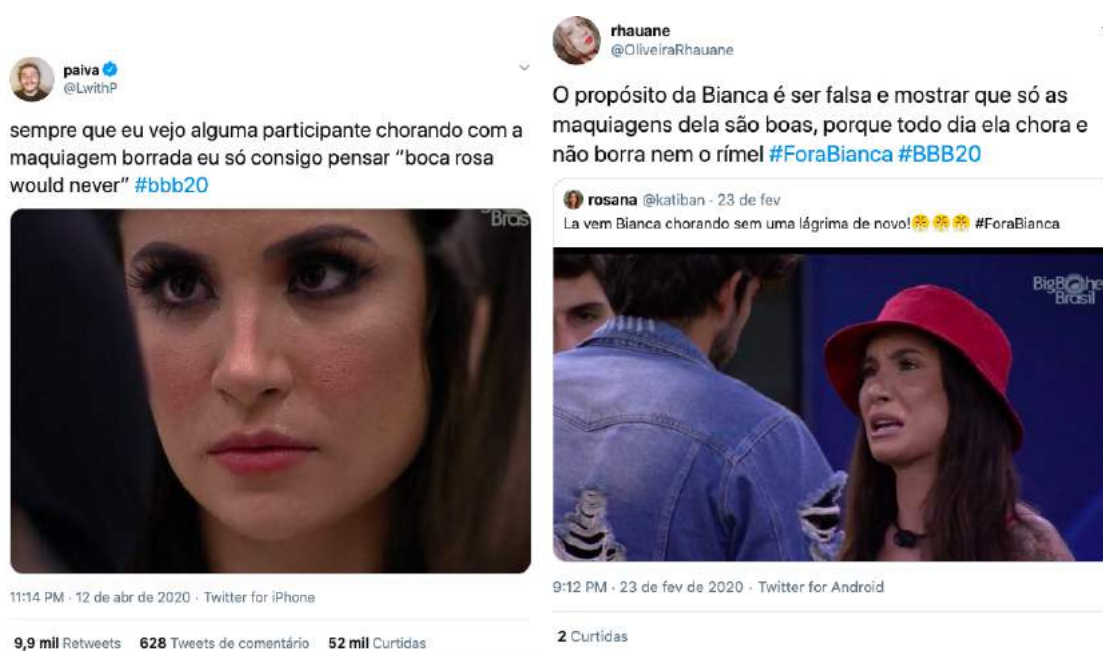 paiva
@LwithP
sempre que eu vejo alguma participante chorando com a
maquiagem borrada eu só consigo pensar “boca rosa
would never” #bbb20
Bras
11:14 PM · 12 de abr de 2020 · Twitter for iPhone
9,9 mil Retweets 628 Tweets de comentário 52 mil Curtidas
rhauane
@OliveiraRhauane
O propósito da Bianca é ser falsa e mostrar que só as
maquiagens dela são boas, porque todo dia ela chora e
não borra nem o rímel #ForaBianca #BBB20
rosana @katiban · 23 de fev
La vem Bianca chorando sem uma lágrima de novo! #ForaBianca
BigBrothe
Brasil
9:12 PM · 23 de fev de 2020 · Twitter for Android
2 Curtidas